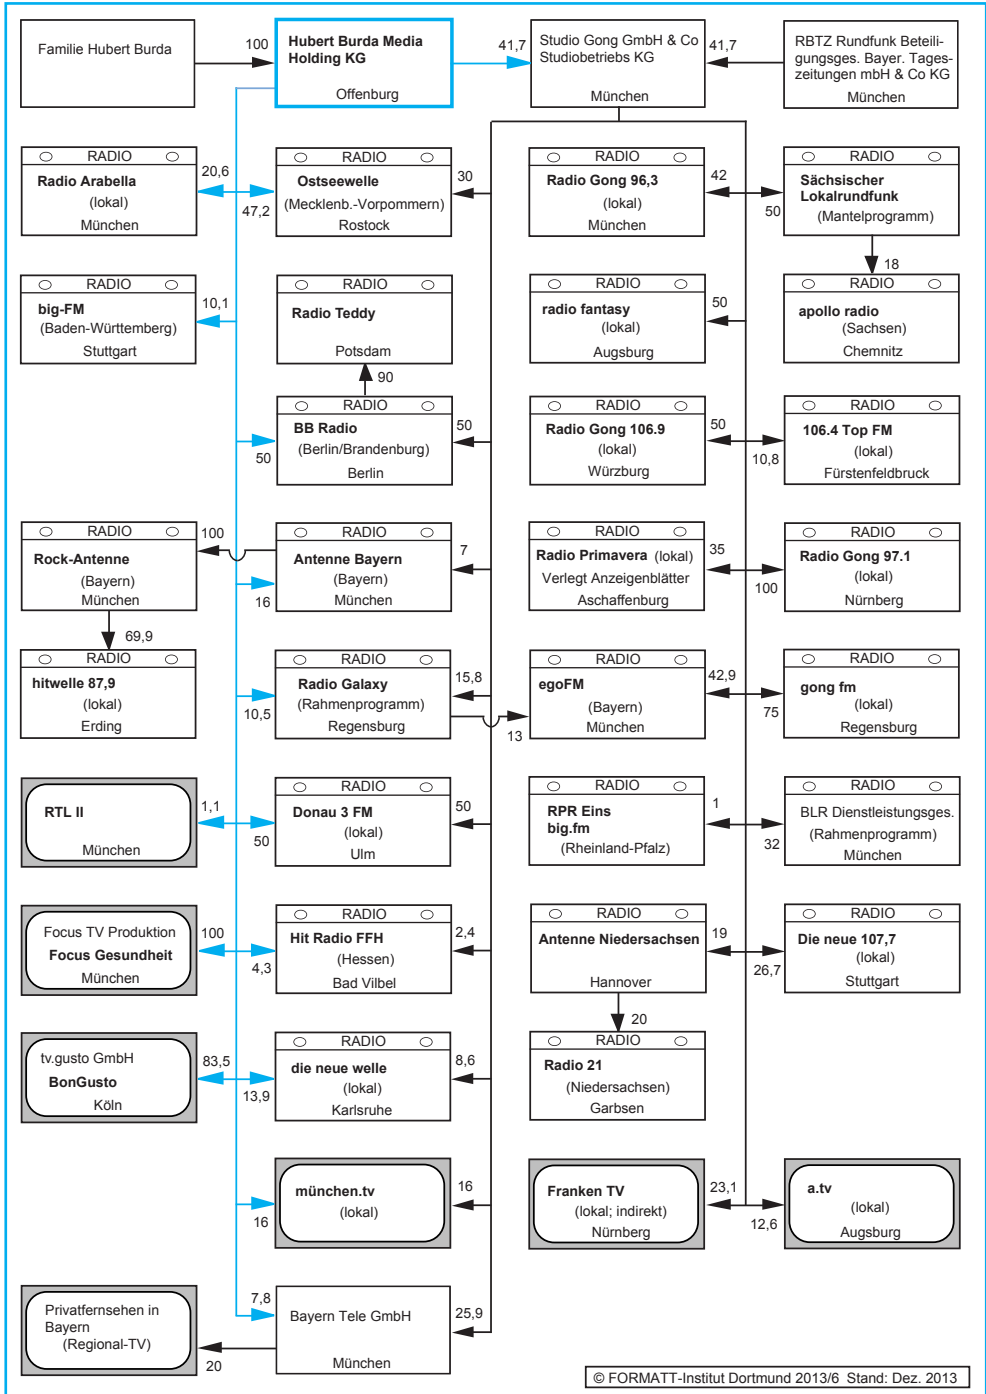 Familie Hubert Burda
100
Hubert Burda Media
Holding KG
Offenburg
41,7
Studio Gong GmbH & Co
Studiobetriebs KG
München
41,7
RBTZ Rundfunk Beteili-
gungsges. Bayer. Tages-
zeitungen mbH & Co KG
München
RADIO
Radio Arabella
(lokal)
München
20,6
47,2
RADIO
Ostseewelle
(Mecklenb.-Vorpommern)
Rostock
30
RADIO
Radio Gong 96,3
(lokal)
München
42
50
RADIO
Sächsischer
Lokalrundfunk
(Mantelprogramm)
18
RADIO
big-FM
(Baden-Württemberg)
Stuttgart
10,1
RADIO
Radio Teddy
Potsdam
90
RADIO
radio fantasy
(lokal)
Augsburg
50
RADIO
apollo radio
(Sachsen)
Chemnitz
RADIO
BB Radio
(Berlin/Brandenburg)
Berlin
50
50
RADIO
Radio Gong 106.9
(lokal)
Würzburg
50
10,8
RADIO
106.4 Top FM
(lokal)
Fürstenfeldbruck
RADIO
Rock-Antenne
(Bayern)
München
100
16
69,9
RADIO
Antenne Bayern
(Bayern)
München
7
RADIO
Radio Primavera (lokal)
Verlegt Anzeigenblätter
Aschaffenburg
35
100
RADIO
Radio Gong 97.1
(lokal)
Nürnberg
RADIO
hitwelle 87,9
(lokal)
Erding
10,5
RADIO
Radio Galaxy
(Rahmenprogramm)
Regensburg
15,8
13
RADIO
egoFM
(Bayern)
München
42,9
75
RADIO
gong fm
(lokal)
Regensburg
RTL II
München
1,1
50
RADIO
Donau 3 FM
(lokal)
Ulm
50
RADIO
RPR Eins
big.fm
(Rheinland-Pfalz)
1
32
RADIO
BLR Dienstleistungsges.
(Rahmenprogramm)
München
Focus TV Produktion
Focus Gesundheit
München
100
4,3
RADIO
Hit Radio FFH
(Hessen)
Bad Vilbel
2,4
RADIO
Antenne Niedersachsen
Hannover
19
26,7
20
RADIO
Die neue 107,7
(lokal)
Stuttgart
tv.gusto GmbH
BonGusto
Köln
83,5
13,9
RADIO
die neue welle
(lokal)
Karlsruhe
8,6
RADIO
Radio 21
(Niedersachsen)
Garbsen
16
münchen.tv
(lokal)
16
Franken TV
(lokal; indirekt)
Nürnberg
23,1
12,6
a.tv
(lokal)
Augsburg
Privatfernsehen in
Bayern
(Regional-TV)
7,8
20
Bayern Tele GmbH
München
25,9
© FORMATT-Institut Dortmund 2013/6 Stand: Dez. 2013